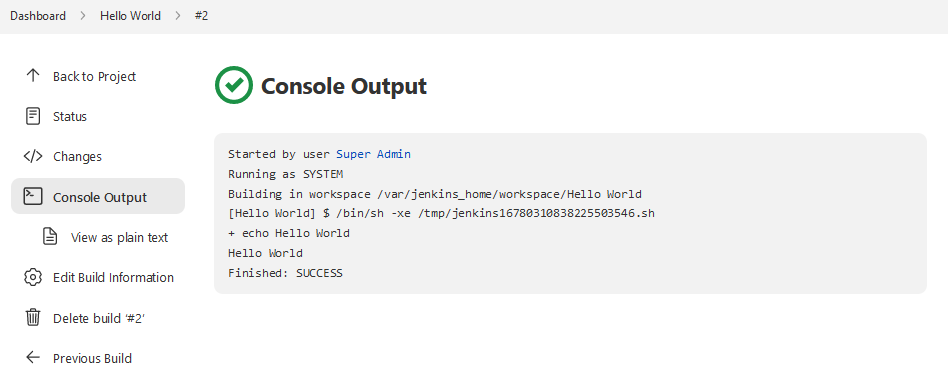 Dashboard > Hello World > #2
Back to Project
Status
Changes
Console Output
View as plain text
Edit Build Information
Delete build ‘#2’
Previous Build
Console Output
Started by user Super Admin
Running as SYSTEM
Building in workspace /var/jenkins_home/workspace/Hello World
[Hello World] $ /bin/sh -xe /tmp/jenkins16780310838225503546.sh
+ echo Hello World
Hello World
Finished: SUCCESS